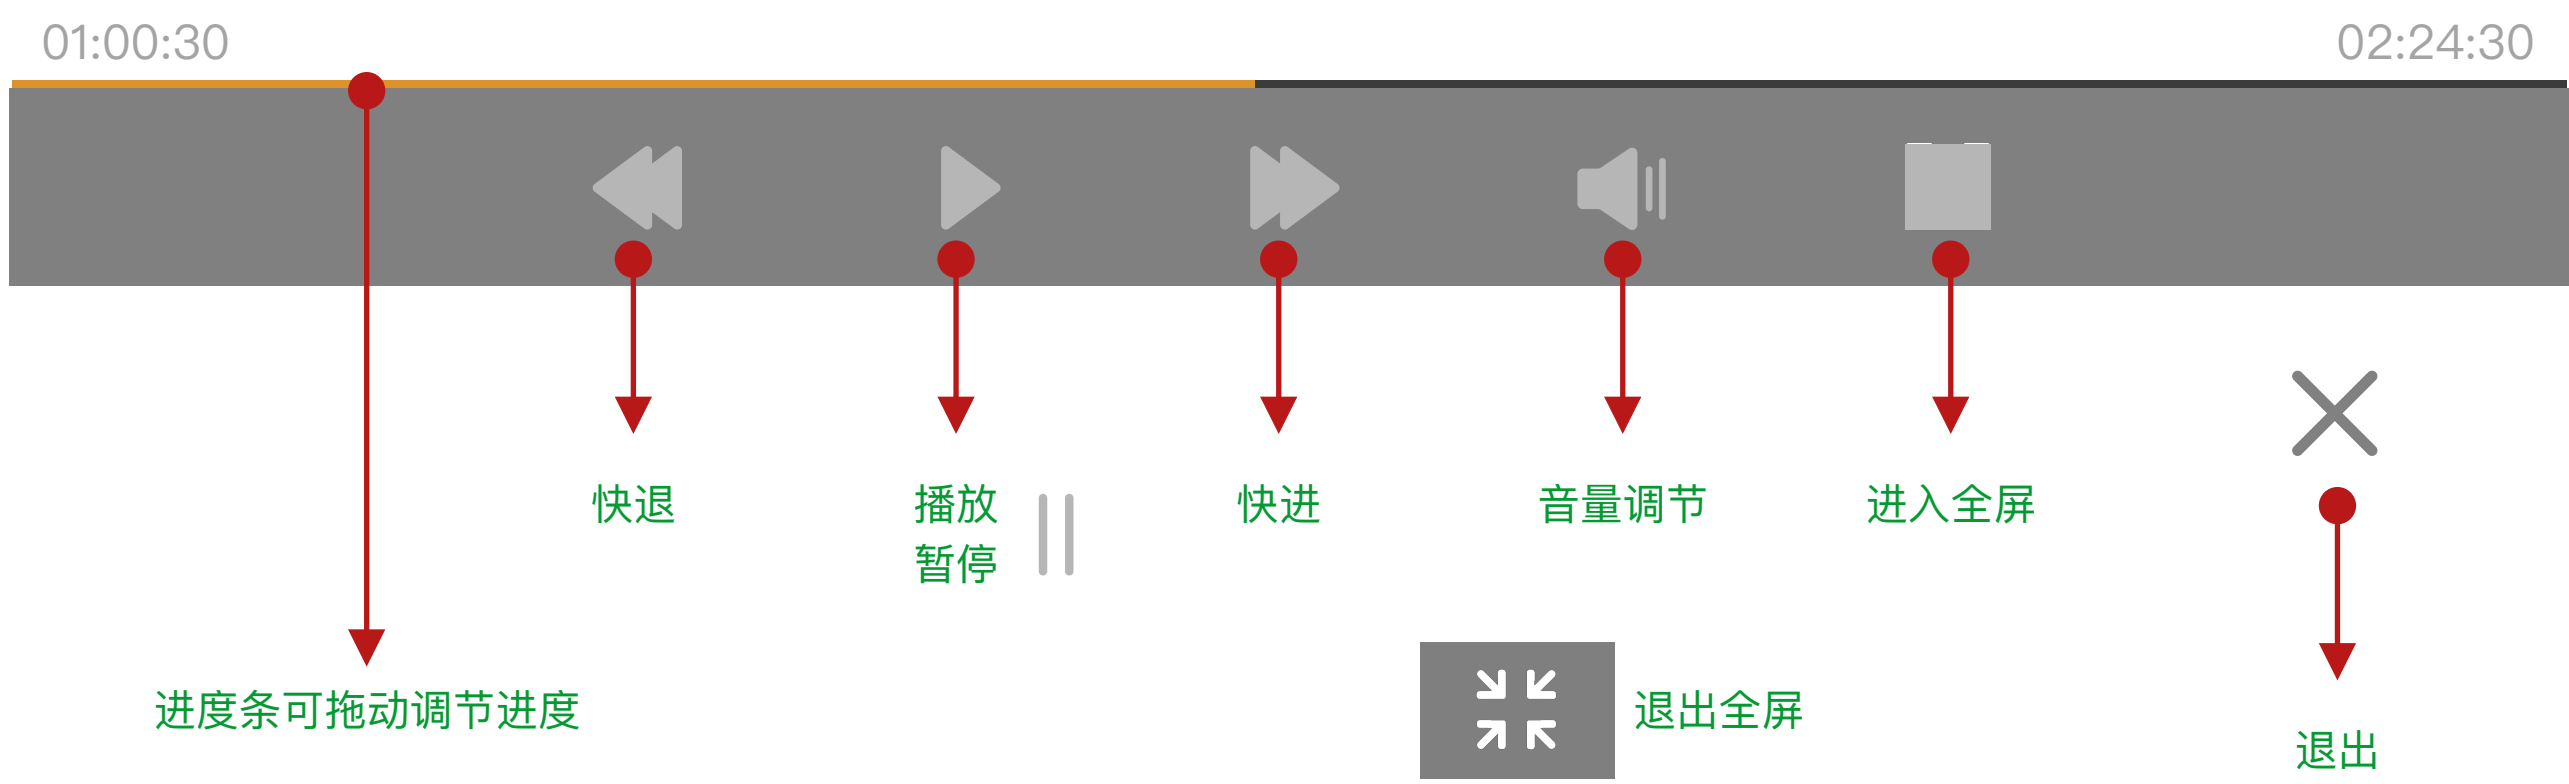 01:00:30
02:24:30
快退
播放
暂停
快进
音量调节
进入全屏
进度条可拖动调节进度
退出全屏
退出